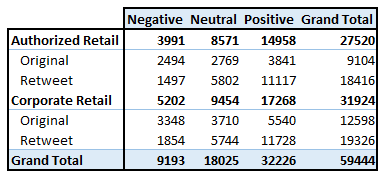 Negative Neutral Positive Grand Total
Authorized Retail 3991 8571 14958 27520
Original 2494 2769 3841 9104
Retweet 1497 5802 11117 18416
Corporate Retail 5202 9454 17268 31924
Original 3348 3710 5540 12598
Retweet 1854 5744 11728 19326
Grand Total 9193 18025 32226 59444